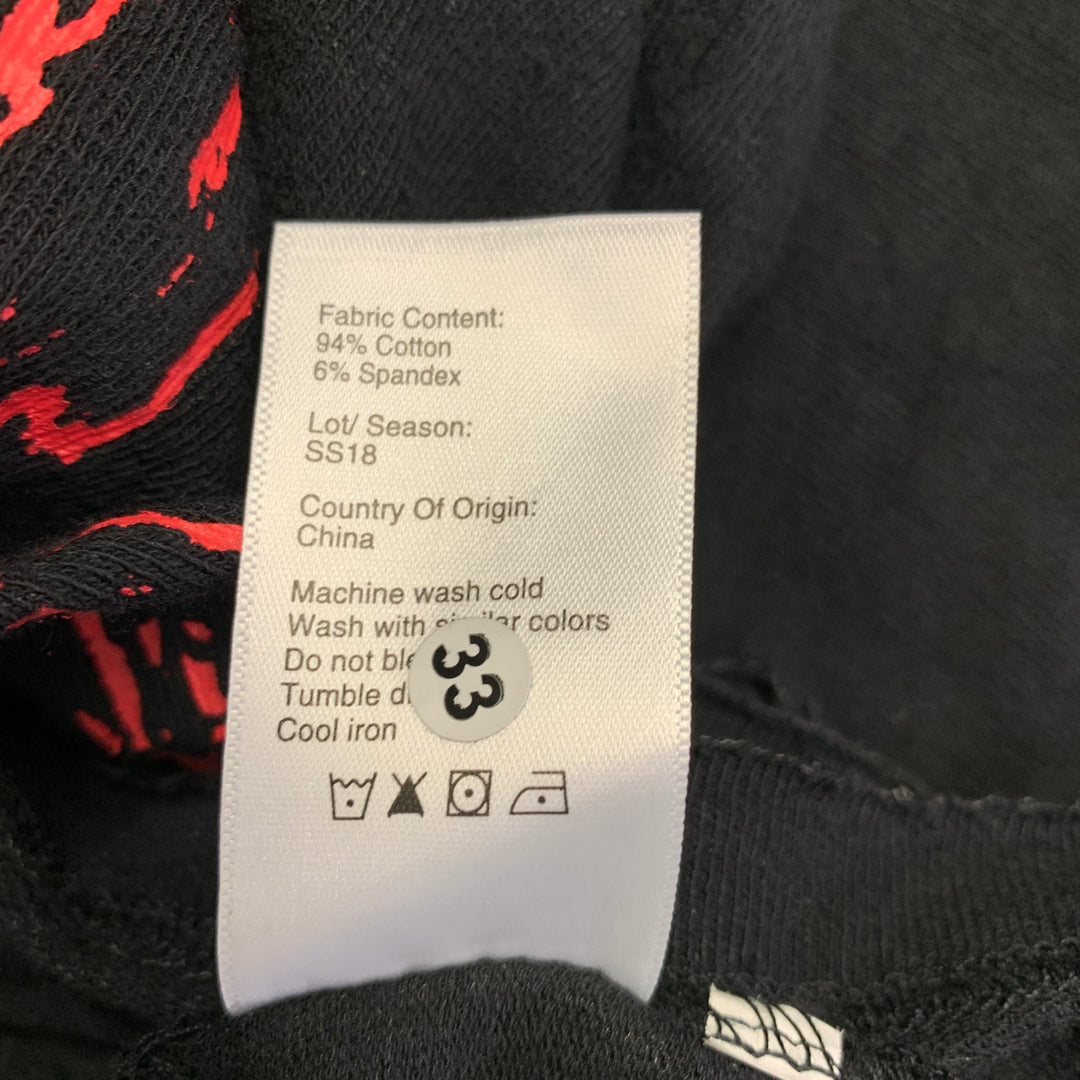 Fabric Content:
94% Cotton
6% Spandex
Lot/ Season:
SS18
Country Of Origin:
China
Machine wash cold
Wash with similar colors
Do not
Tumble
Cool iron
33